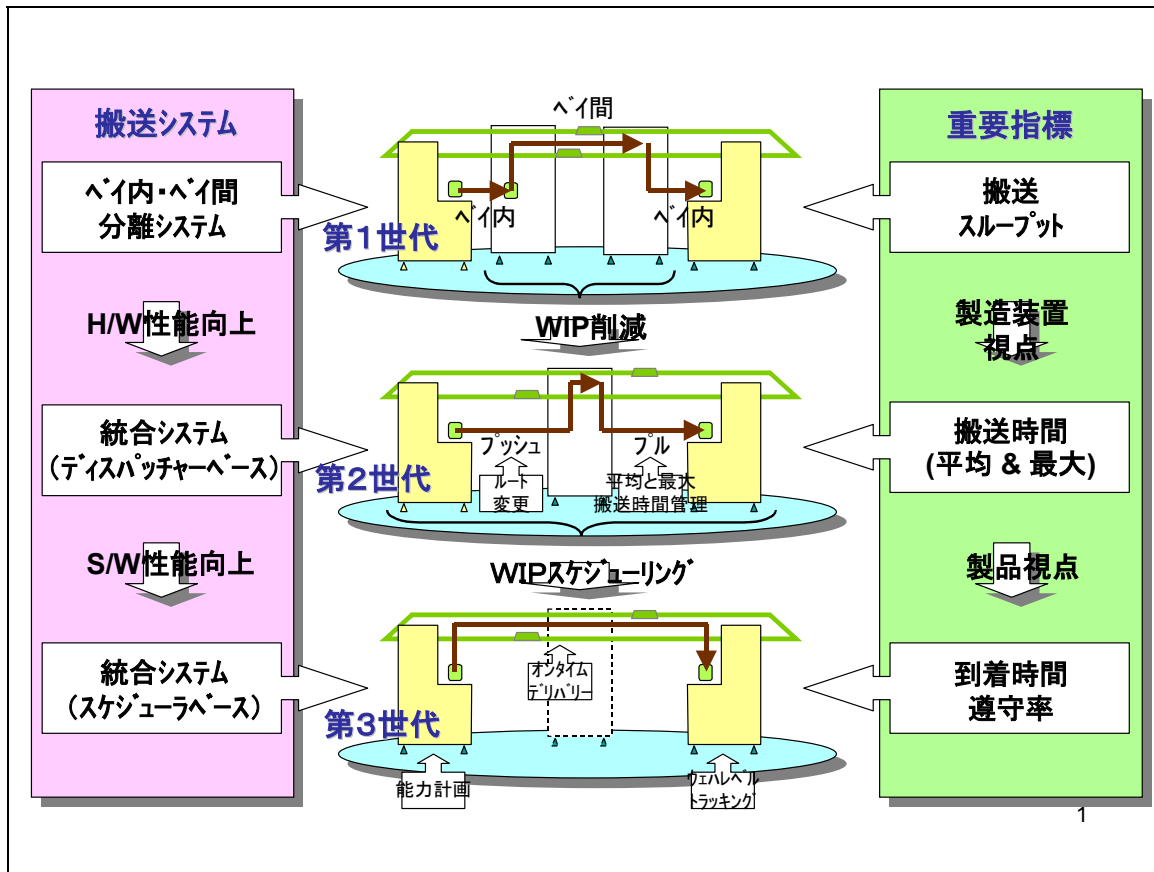 搬送システム
ベイ内・ベイ間
分離システム
H/W性能向上
統合システム
(ディスパッチャーベース)
S/W性能向上
統合システム
(スケジューラベース)
ベイ間
ベイ内
ベイ内
第1世代
WIP削減
プッシュ
プル
ルート
変更
平均と最大
搬送時間管理
第2世代
WIPスケジューリング
オンタイム
デリバリー
第3世代
能力計画
ウェハレベル
トラッキング
重要指標
搬送
スループット
製造装置
視点
搬送時間
(平均 & 最大)
製品視点
到着時間
遵守率
1